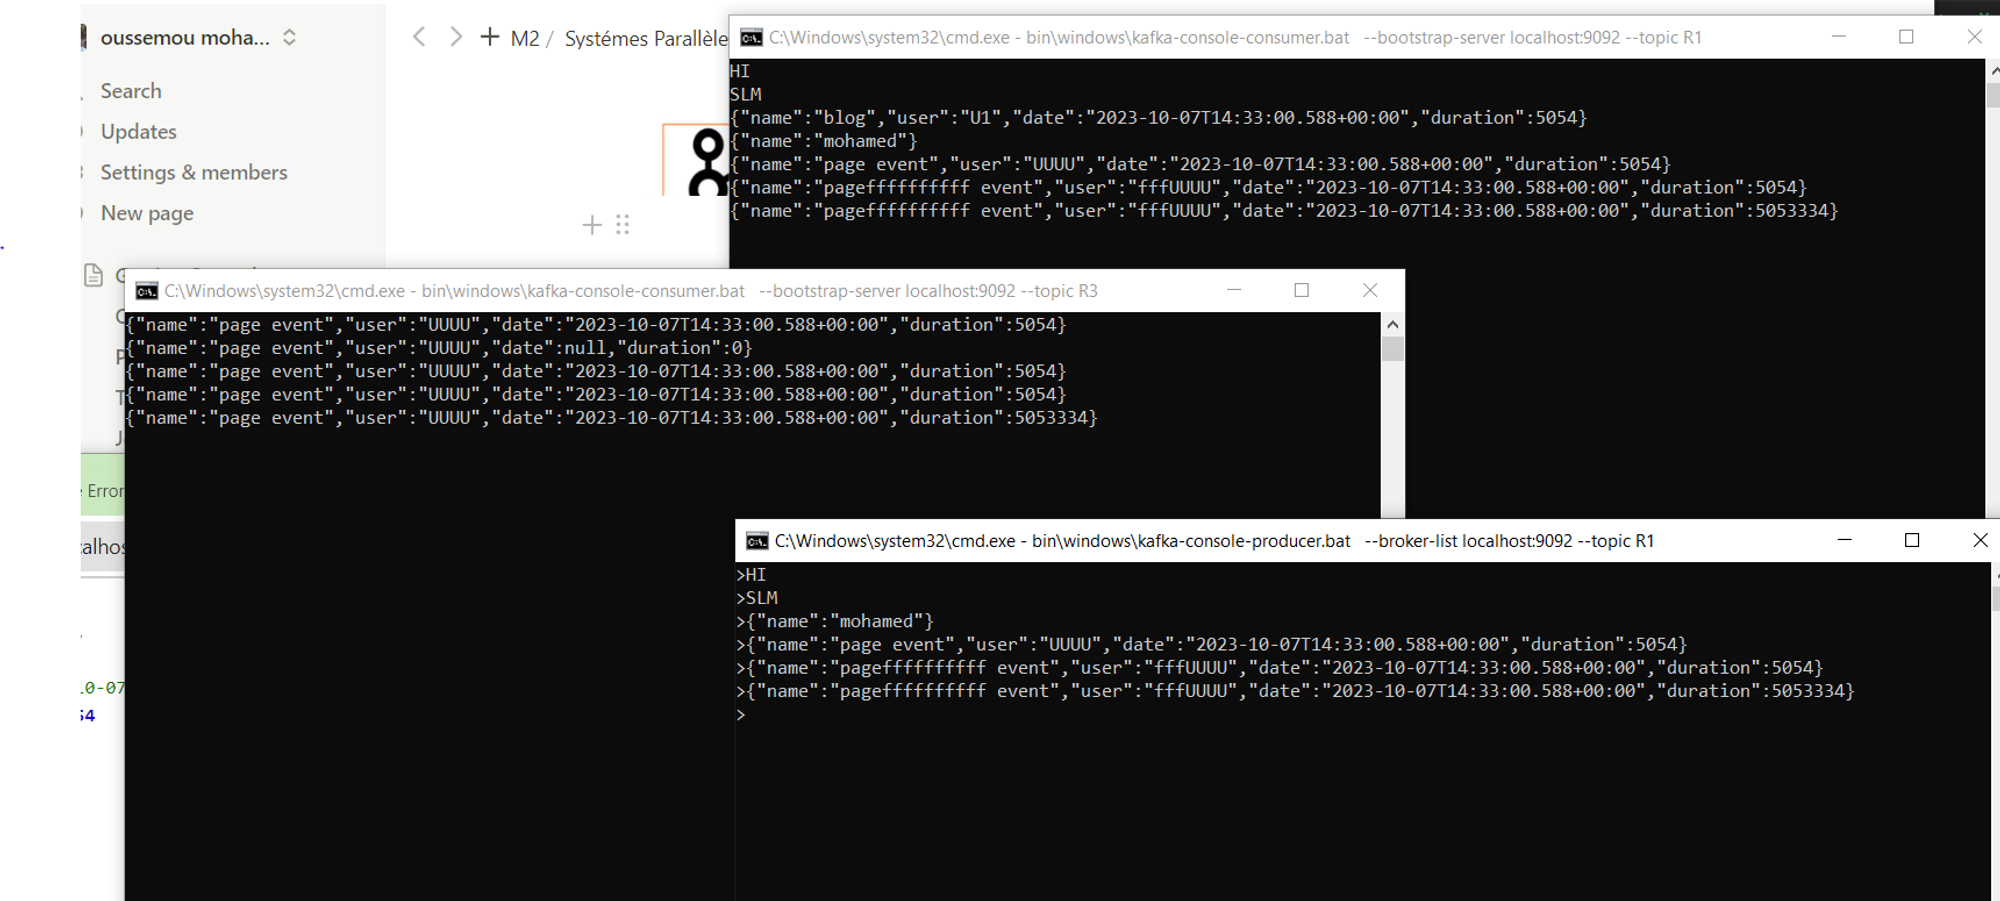 oussemou moha...
Search
Updates
Settings & members
New page
M2 / Systémes Parallèle
C:\Windows\system32\cmd.exe - bin\windows\kafka-console-consumer.bat --bootstrap-server localhost:9092 --topic R1
HI
SLM
{"name":"blog","user":"U1","date":"2023-10-07T14:33:00.588+00:00","duration":5054}
{"name":"mohamed"}
{"name":"page event","user":"UUUU","date":"2023-10-07T14:33:00.588+00:00","duration":5054}
{"name":"pageffffffffff event","user":"fffUUUU","date":"2023-10-07T14:33:00.588+00:00","duration":5054}
{"name":"pageffffffffff event","user":"fffUUUU","date":"2023-10-07T14:33:00.588+00:00","duration":5053334}
C:\Windows\system32\cmd.exe - bin\windows\kafka-console-consumer.bat --bootstrap-server localhost:9092 --topic R3
{"name":"page event","user":"UUUU","date":"2023-10-07T14:33:00.588+00:00","duration":5054}
{"name":"page event","user":"UUUU","date":null,"duration":0}
{"name":"page event","user":"UUUU","date":"2023-10-07T14:33:00.588+00:00","duration":5054}
{"name":"page event","user":"UUUU","date":"2023-10-07T14:33:00.588+00:00","duration":5054}
{"name":"page event","user":"UUUU","date":"2023-10-07T14:33:00.588+00:00","duration":5053334}
Error
alhos
10-07
54
C:\Windows\system32\cmd.exe - bin\windows\kafka-console-producer.bat --broker-list localhost:9092 --topic R1
>HI
>SLM
>{"name":"mohamed"}
>{"name":"page event","user":"UUUU","date":"2023-10-07T14:33:00.588+00:00","duration":5054}
>{"name":"pageffffffffff event","user":"fffUUUU","date":"2023-10-07T14:33:00.588+00:00","duration":5054}
>{"name":"pageffffffffff event","user":"fffUUUU","date":"2023-10-07T14:33:00.588+00:00","duration":5053334}
>